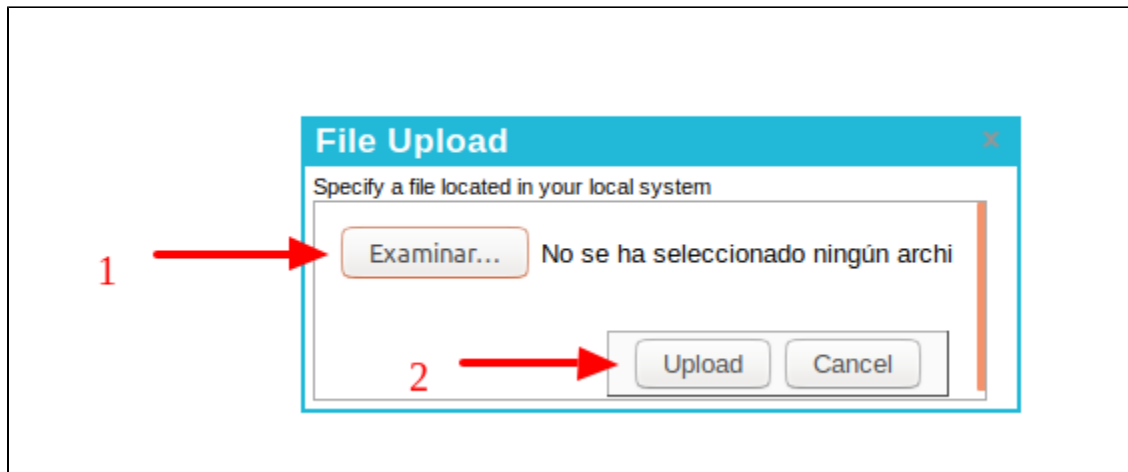 File Upload x
Specify a file located in your local system
1 Examinar... No se ha seleccionado ningún archi
2 Upload Cancel